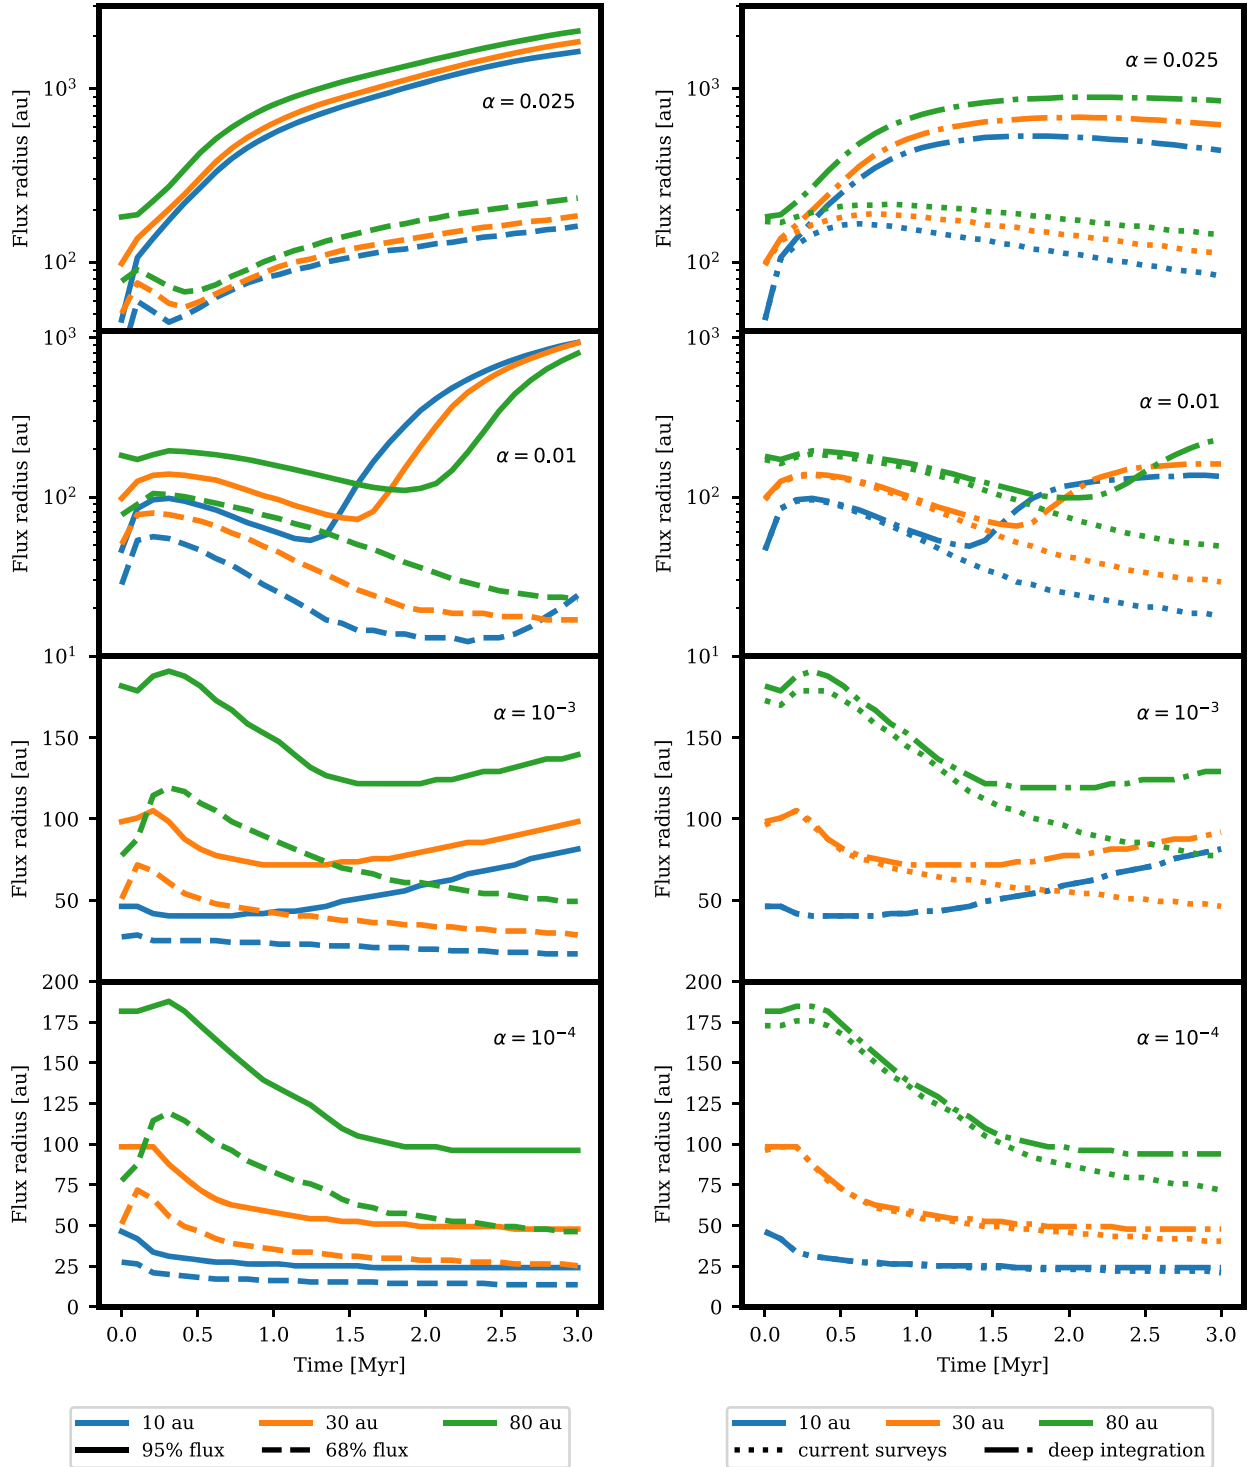 Flux radius [au]
10³
10²
α = 0.025
Flux radius [au]
10³
10²
α = 0.025
Flux radius [au]
10³
10²
10¹
α = 0.01
Flux radius [au]
10³
10²
10¹
α = 0.01
Flux radius [au]
150
100
50
α = 10⁻³
Flux radius [au]
150
100
50
α = 10⁻³
Flux radius [au]
200
175
150
125
100
75
50
25
0
α = 10⁻⁴
Flux radius [au]
200
175
150
125
100
75
50
25
0
α = 10⁻⁴
0.0 0.5 1.0 1.5 2.0 2.5 3.0
Time [Myr]
0.0 0.5 1.0 1.5 2.0 2.5 3.0
Time [Myr]
10 au 30 au 80 au
95% flux 68% flux
10 au 30 au 80 au
current surveys deep integration